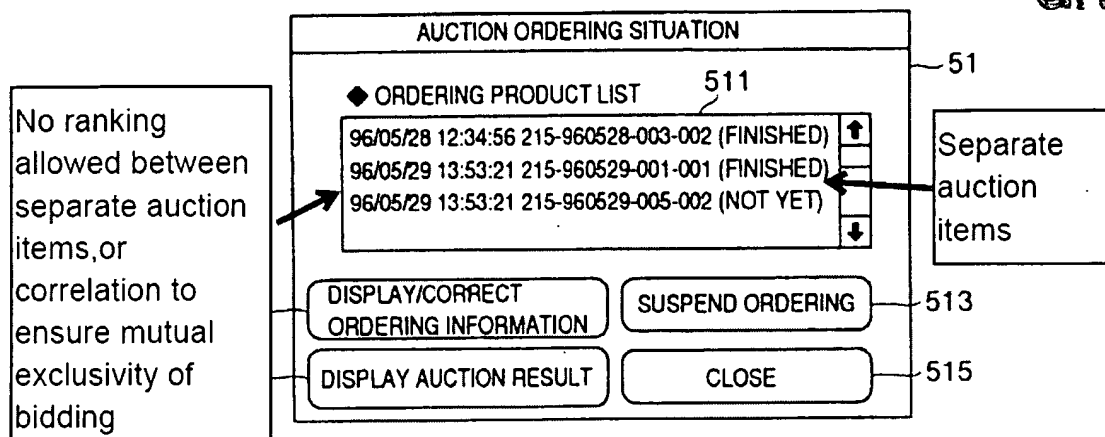 AUCTION ORDERING SITUATION
51
511
◆ ORDERING PRODUCT LIST
96/05/28 12:34:56 215-960528-003-002 (FINISHED)
96/05/29 13:53:21 215-960529-001-001 (FINISHED)
96/05/29 13:53:21 215-960529-005-002 (NOT YET)
No ranking
allowed between
separate auction
items,or
correlation to
ensure mutual
exclusivity of
bidding
Separate
auction
items
DISPLAY/CORRECT
ORDERING INFORMATION
SUSPEND ORDERING
513
DISPLAY AUCTION RESULT
CLOSE
515